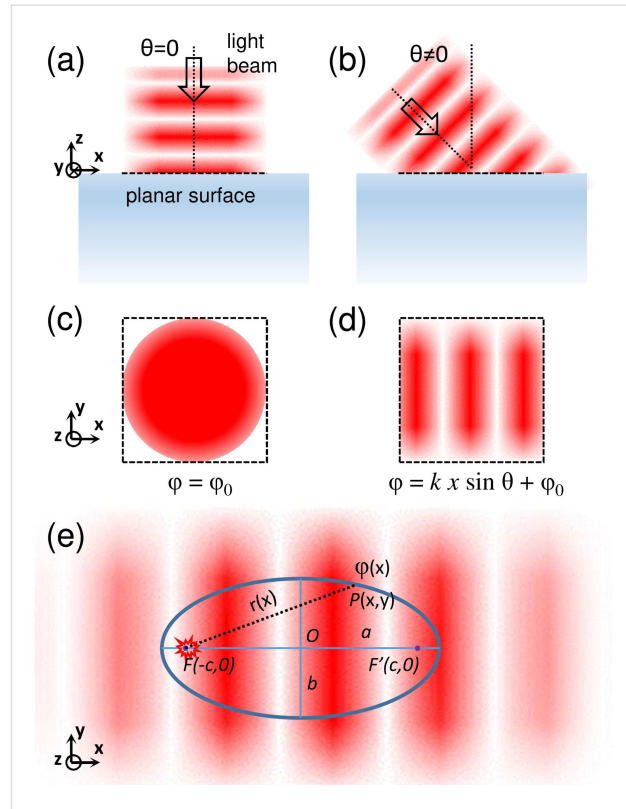 (a)
θ=0
light
beam
z
y
x
planar surface
(b)
θ≠0
(c)
y
z
x
φ = φ₀
(d)
φ = k x sin θ + φ₀
(e)
φ(x)
r(x)
P(x,y)
O
a
F(-c,0)
F'(c,0)
b
y
z
x